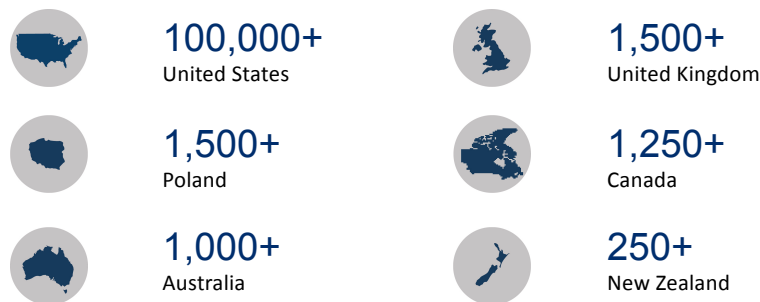 100,000+
United States
1,500+
United Kingdom
1,500+
Poland
1,250+
Canada
1,000+
Australia
250+
New Zealand